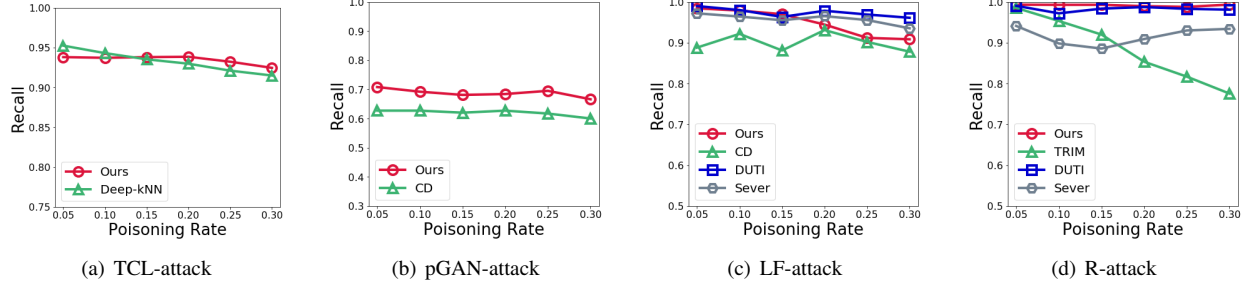 1.00
0.95
0.90
0.85
0.80
0.75
Recall
Ours
Deep-kNN
0.05 0.10 0.15 0.20 0.25 0.30
Poisoning Rate
(a) TCL-attack
1.0
0.9
0.8
0.7
0.6
0.5
0.4
0.3
Recall
Ours
CD
0.05 0.10 0.15 0.20 0.25 0.30
Poisoning Rate
(b) pGAN-attack
1.0
0.9
0.8
0.7
0.6
0.5
Recall
Ours
CD
DUTI
Sever
0.05 0.10 0.15 0.20 0.25 0.30
Poisoning Rate
(c) LF-attack
1.0
0.9
0.8
0.7
0.6
0.5
Recall
Ours
TRIM
DUTI
Sever
0.05 0.10 0.15 0.20 0.25 0.30
Poisoning Rate
(d) R-attack